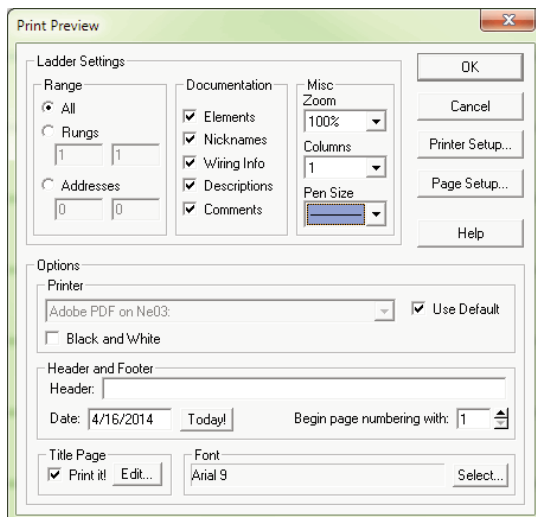 Print Preview
Ladder Settings
Range
All
Rungs
1 1
Addresses
0 0
Documentation
Elements
Nicknames
Wiring Info
Descriptions
Comments
Misc
Zoom
100%
Columns
1
Pen Size
OK
Cancel
Printer Setup...
Page Setup...
Help
Options
Printer
Adobe PDF on Ne03:
Use Default
Black and White
Header and Footer
Header:
Date: 4/16/2014 Today! Begin page numbering with: 1
Title Page
Print it! Edit...
Font
Arial 9 Select...